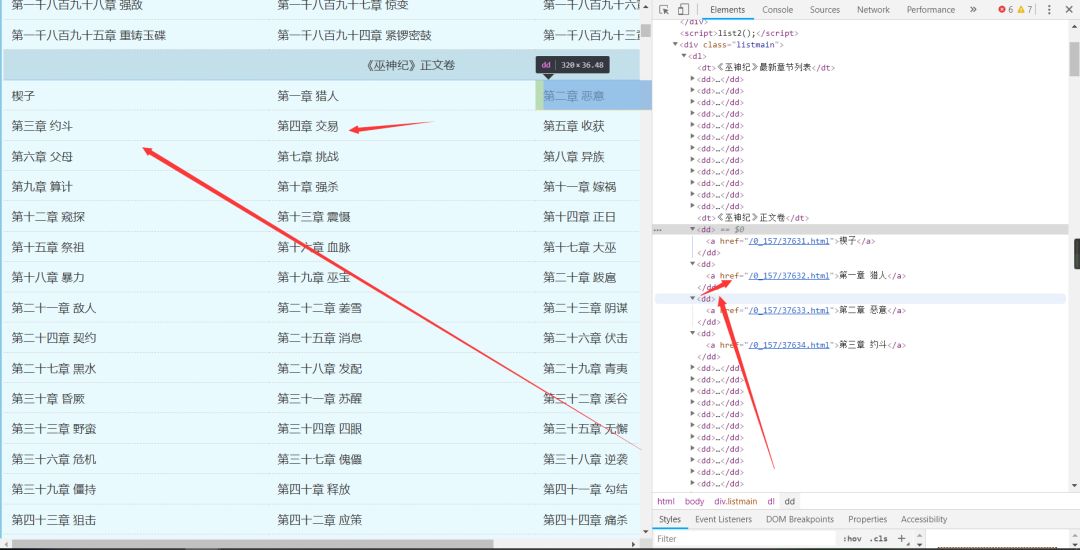 第一千八百九十八章 强敌 第一千八百九十七章 惊变 第一千八百九十六章 反
第一千八百九十五章 重铸玉碟 第一千八百九十四章 紧锣密鼓 第一千八百九十三章
《巫神纪》正文卷
dd 320×36.48
楔子 第一章 猎人 第二章 恶意
第三章 约斗 第四章 交易 第五章 收获
第六章 父母 第七章 挑战 第八章 异族
第九章 算计 第十章 强杀 第十一章 嫁祸
第十二章 窥探 第十三章 震慑 第十四章 正日
第十五章 祭祖 第十六章 血脉 第十七章 大巫
第十八章 暴力 第十九章 巫宝 第二十章 跋扈
第二十一章 敌人 第二十二章 姜雪 第二十三章 阴谋
第二十四章 契约 第二十五章 消息 第二十六章 伏击
第二十七章 黑水 第二十八章 发配 第二十九章 青夷
第三十章 昏厥 第三十一章 苏醒 第三十二章 溪谷
第三十三章 野蛮 第三十四章 四眼 第三十五章 无懈
第三十六章 危机 第三十七章 傀儡 第三十八章 逆袭
第三十九章 僵持 第四十章 释放 第四十一章 勾结
第四十三章 狙击 第四十二章 应策 第四十四章 痛杀
Elements Console Sources Network Performance » 6 7
</div>
<script>list2();</script>
<div class="listmain">
<dl>
<dt>《巫神纪》最新章节列表</dt>
<dd>…</dd>
<dd>…</dd>
<dd>…</dd>
<dd>…</dd>
<dd>…</dd>
<dd>…</dd>
<dd>…</dd>
<dd>…</dd>
<dd>…</dd>
<dd>…</dd>
<dd>…</dd>
<dd>…</dd>
<dt>《巫神纪》正文卷</dt>
<dd> == $0
<a href="/0_157/37631.html">楔子</a>
</dd>
<dd>
<a href="/0_157/37632.html">第一章 猎人</a>
</dd>
<dd>
<a href="/0_157/37633.html">第二章 恶意</a>
</dd>
<dd>
<a href="/0_157/37634.html">第三章 约斗</a>
</dd>
<dd>…</dd>
<dd>…</dd>
<dd>…</dd>
<dd>…</dd>
<dd>…</dd>
<dd>…</dd>
<dd>…</dd>
<dd>…</dd>
<dd>…</dd>
<dd>…</dd>
<dd>…</dd>
html body div.listmain dl dd
Styles Event Listeners DOM Breakpoints Properties Accessibility
Filter :hov .cls +